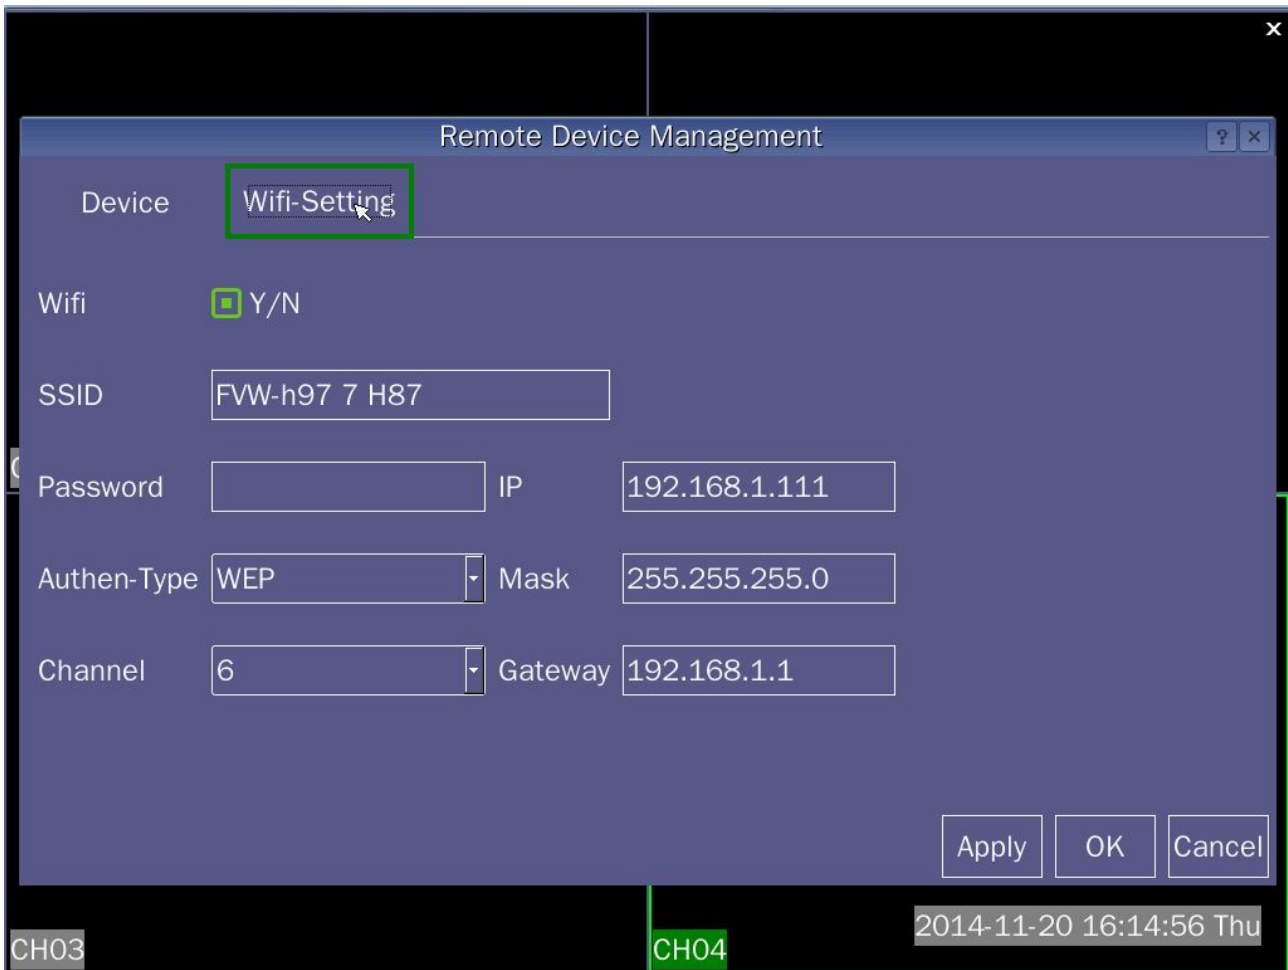 x
Remote Device Management ? ×
Device Wifi-Setting
Wifi Y/N
SSID FVW-h97 7 H87
Password IP 192.168.1.111
Authen-Type WEP Mask 255.255.255.0
Channel 6 Gateway 192.168.1.1
Apply OK Cancel
2014-11-20 16:14:56 Thu
CH03 CH04